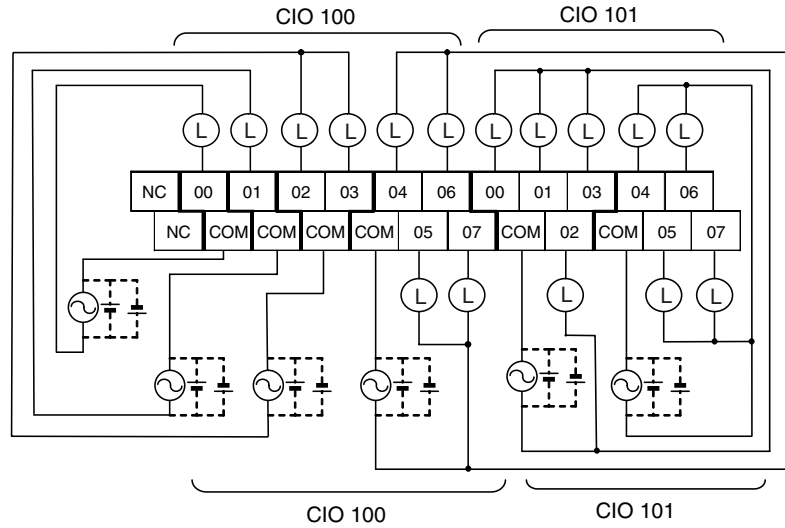 CIO 100 CIO 101
L L L L L L L L L L L
NC 00 01 02 03 04 06 00 01 03 04 06
NC COM COM COM COM 05 07 COM 02 COM 05 07
L L L L L
CIO 100 CIO 101